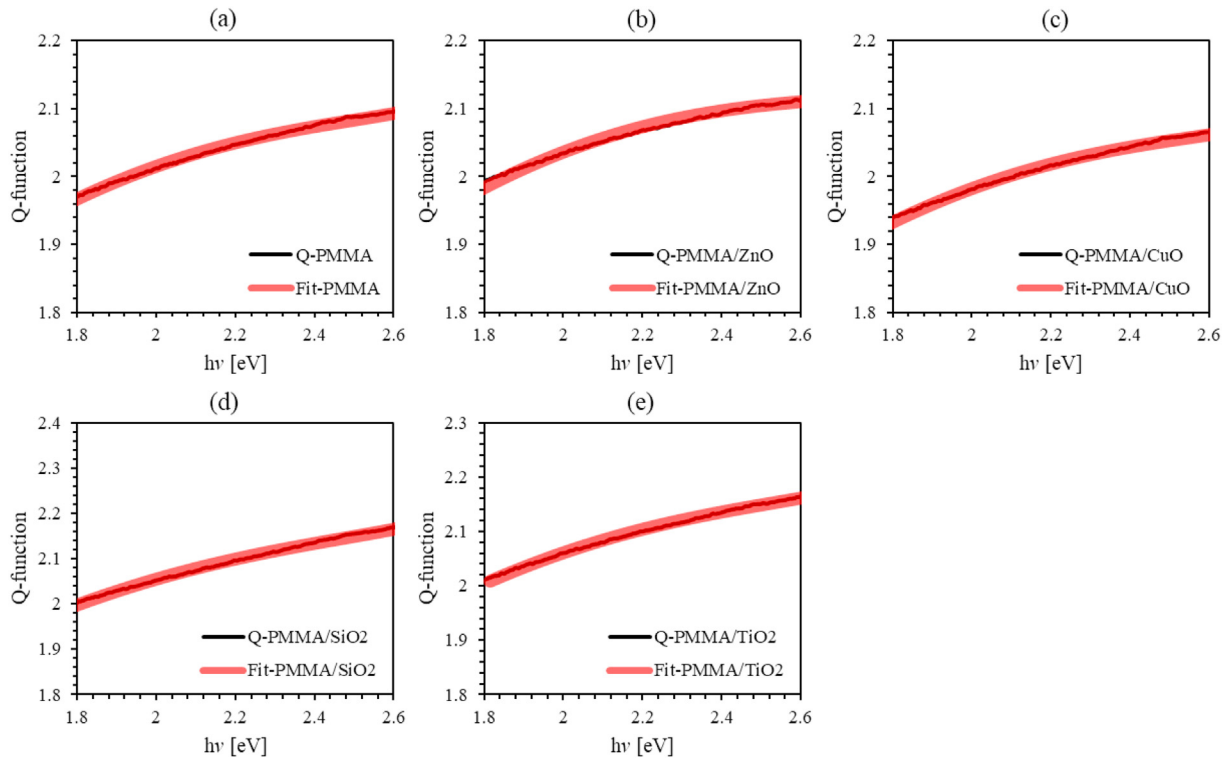 (a)
2.2
2.1
2
1.9
1.8
Q-function
Q-PMMA
Fit-PMMA
1.8 2 2.2 2.4 2.6
hν [eV]
(b)
2.2
2.1
2
1.9
1.8
Q-function
Q-PMMA/ZnO
Fit-PMMA/ZnO
1.8 2 2.2 2.4 2.6
hν [eV]
(c)
2.2
2.1
2
1.9
1.8
Q-function
Q-PMMA/CuO
Fit-PMMA/CuO
1.8 2 2.2 2.4 2.6
hν [eV]
(d)
2.4
2.3
2.2
2.1
2
1.9
1.8
Q-function
Q-PMMA/SiO2
Fit-PMMA/SiO2
1.8 2 2.2 2.4 2.6
hν [eV]
(e)
2.3
2.2
2.1
2
1.9
1.8
Q-function
Q-PMMA/TiO2
Fit-PMMA/TiO2
1.8 2 2.2 2.4 2.6
hν [eV]